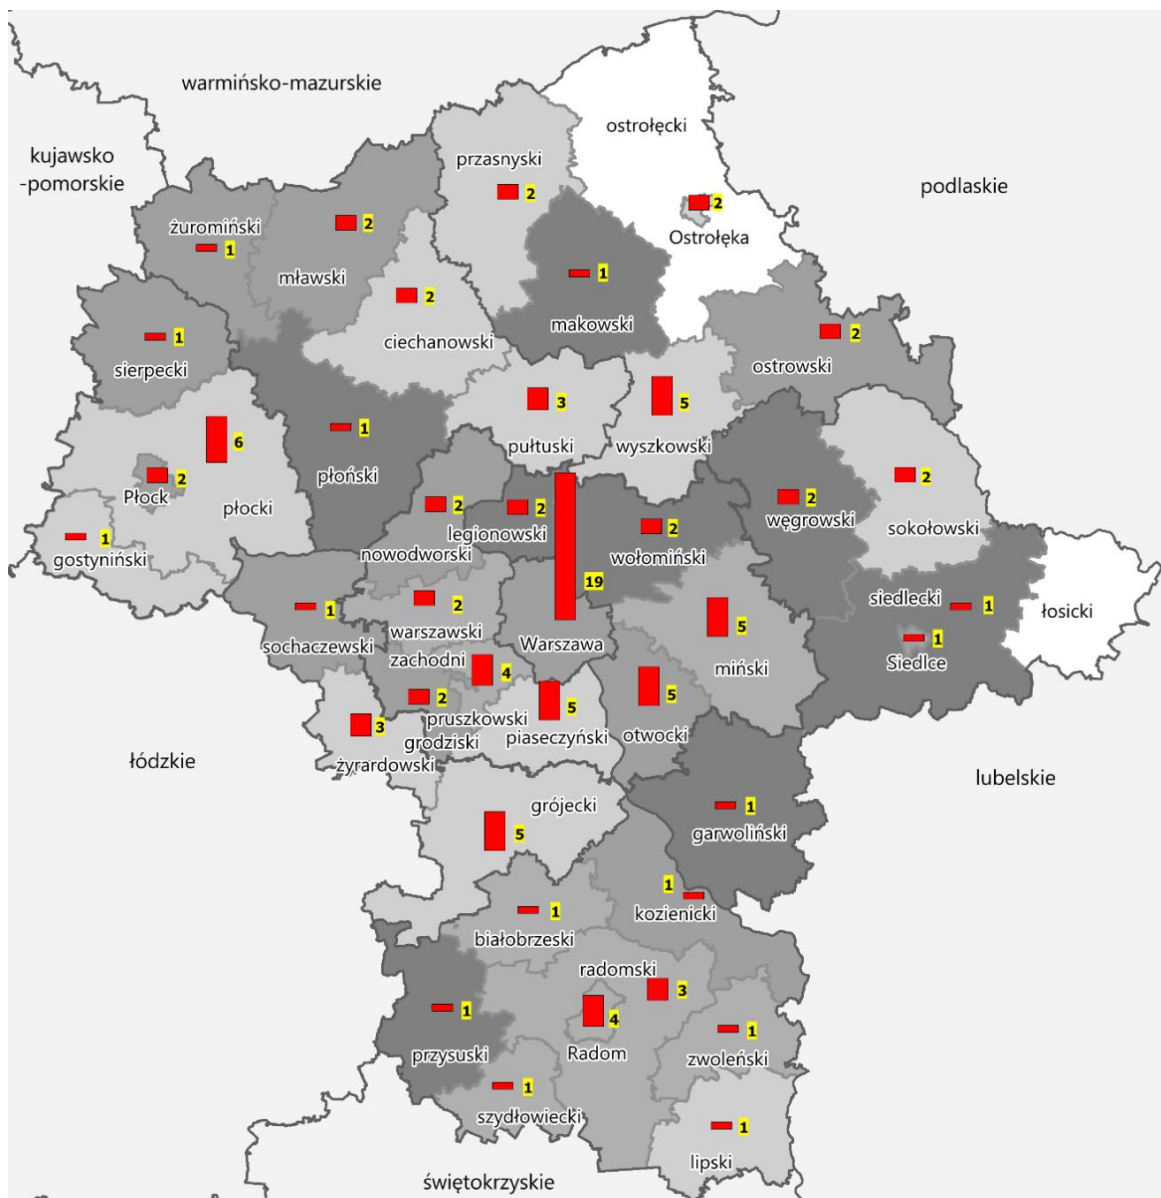 warmińsko-mazurskie
kujawsko
-pomorskie
podlaskie
ostrołęcki
przasnyski
2
2
Ostrołęka
żuromiński
1
2
mławski
1
makowski
2
ciechanowski
1
sierpecki
2
ostrowski
3
pułtuski
5
wyszkowski
6
2
Płock
płocki
1
płoński
2
węgrowski
2
sokołowski
1
gostyniński
2
nowodworski
2
legionowski
2
wołomiński
19
Warszawa
siedlecki
1
1
Siedlce
łosicki
1
sochaczewski
2
warszawski
zachodni
5
miński
4
pruszkowski
2
grodziski
5
piaseczyński
5
otwocki
3
żyrardowski
łódzkie
lubelskie
grójecki
5
1
garwoliński
1
kozienicki
1
białobrzeski
radomski
3
4
Radom
1
przysuski
1
zwoleński
1
szydłowiecki
1
lipski
świętokrzyskie